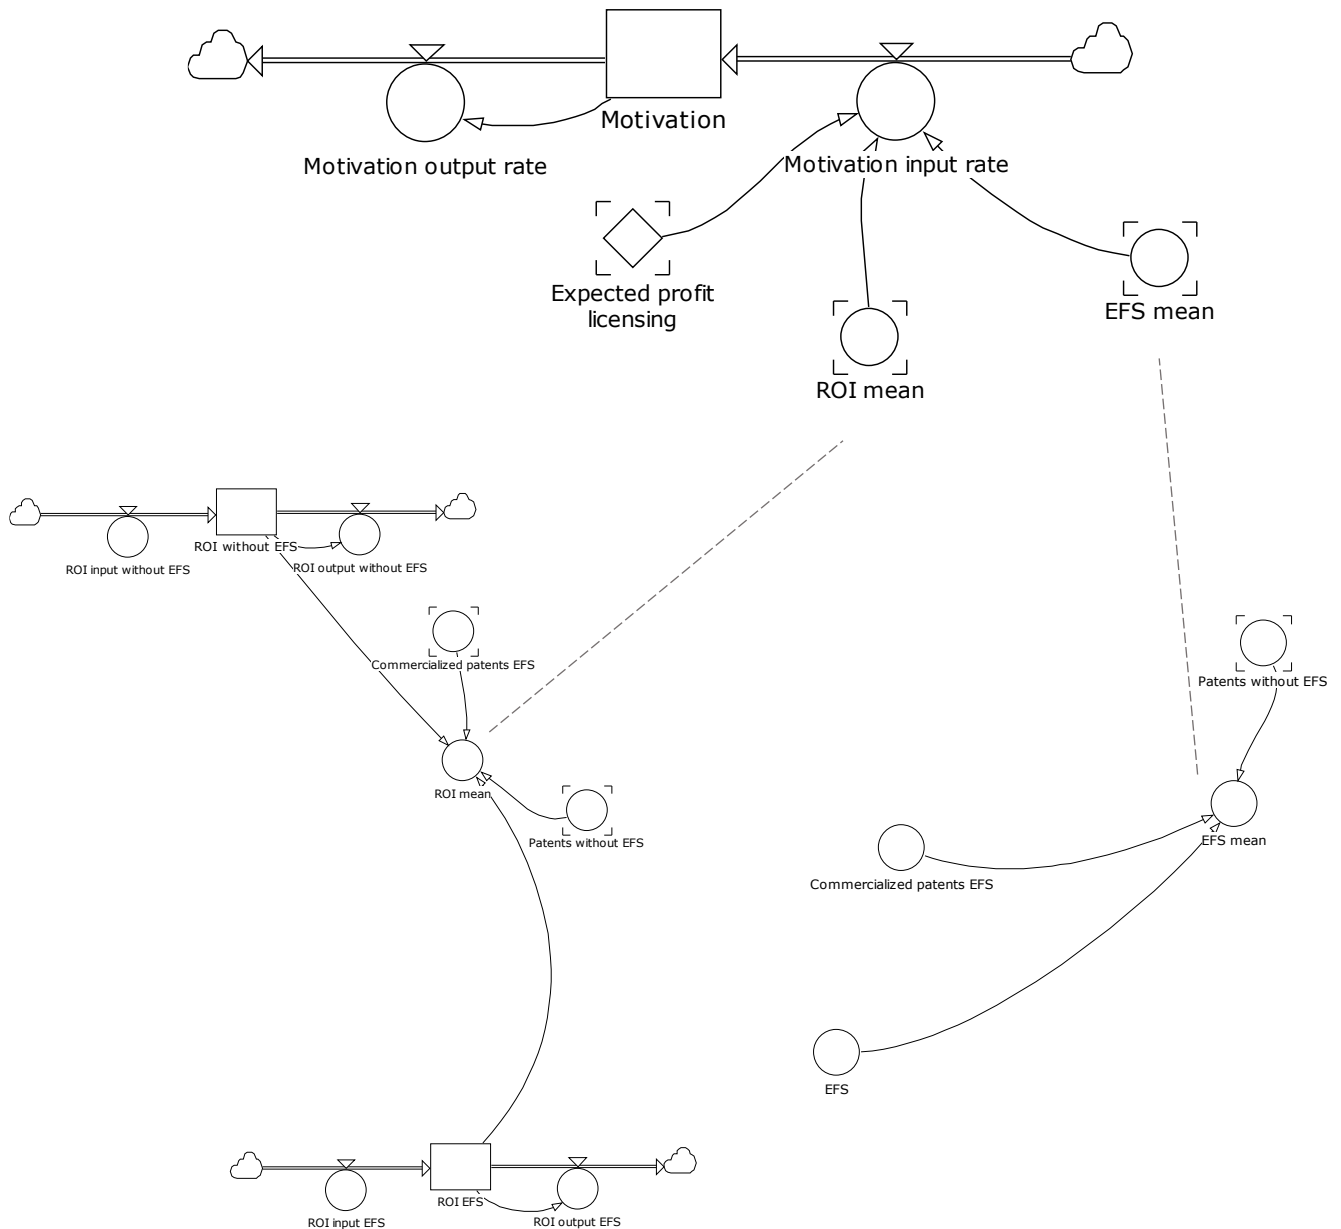 Motivation
Motivation output rate
Motivation input rate
Expected profit
licensing
EFS mean
ROI mean
ROI without EFS
ROI input without EFS
ROI output without EFS
Commercialized patents EFS
Patents without EFS
ROI mean
Patents without EFS
EFS mean
Commercialized patents EFS
EFS
ROI EFS
ROI input EFS
ROI output EFS